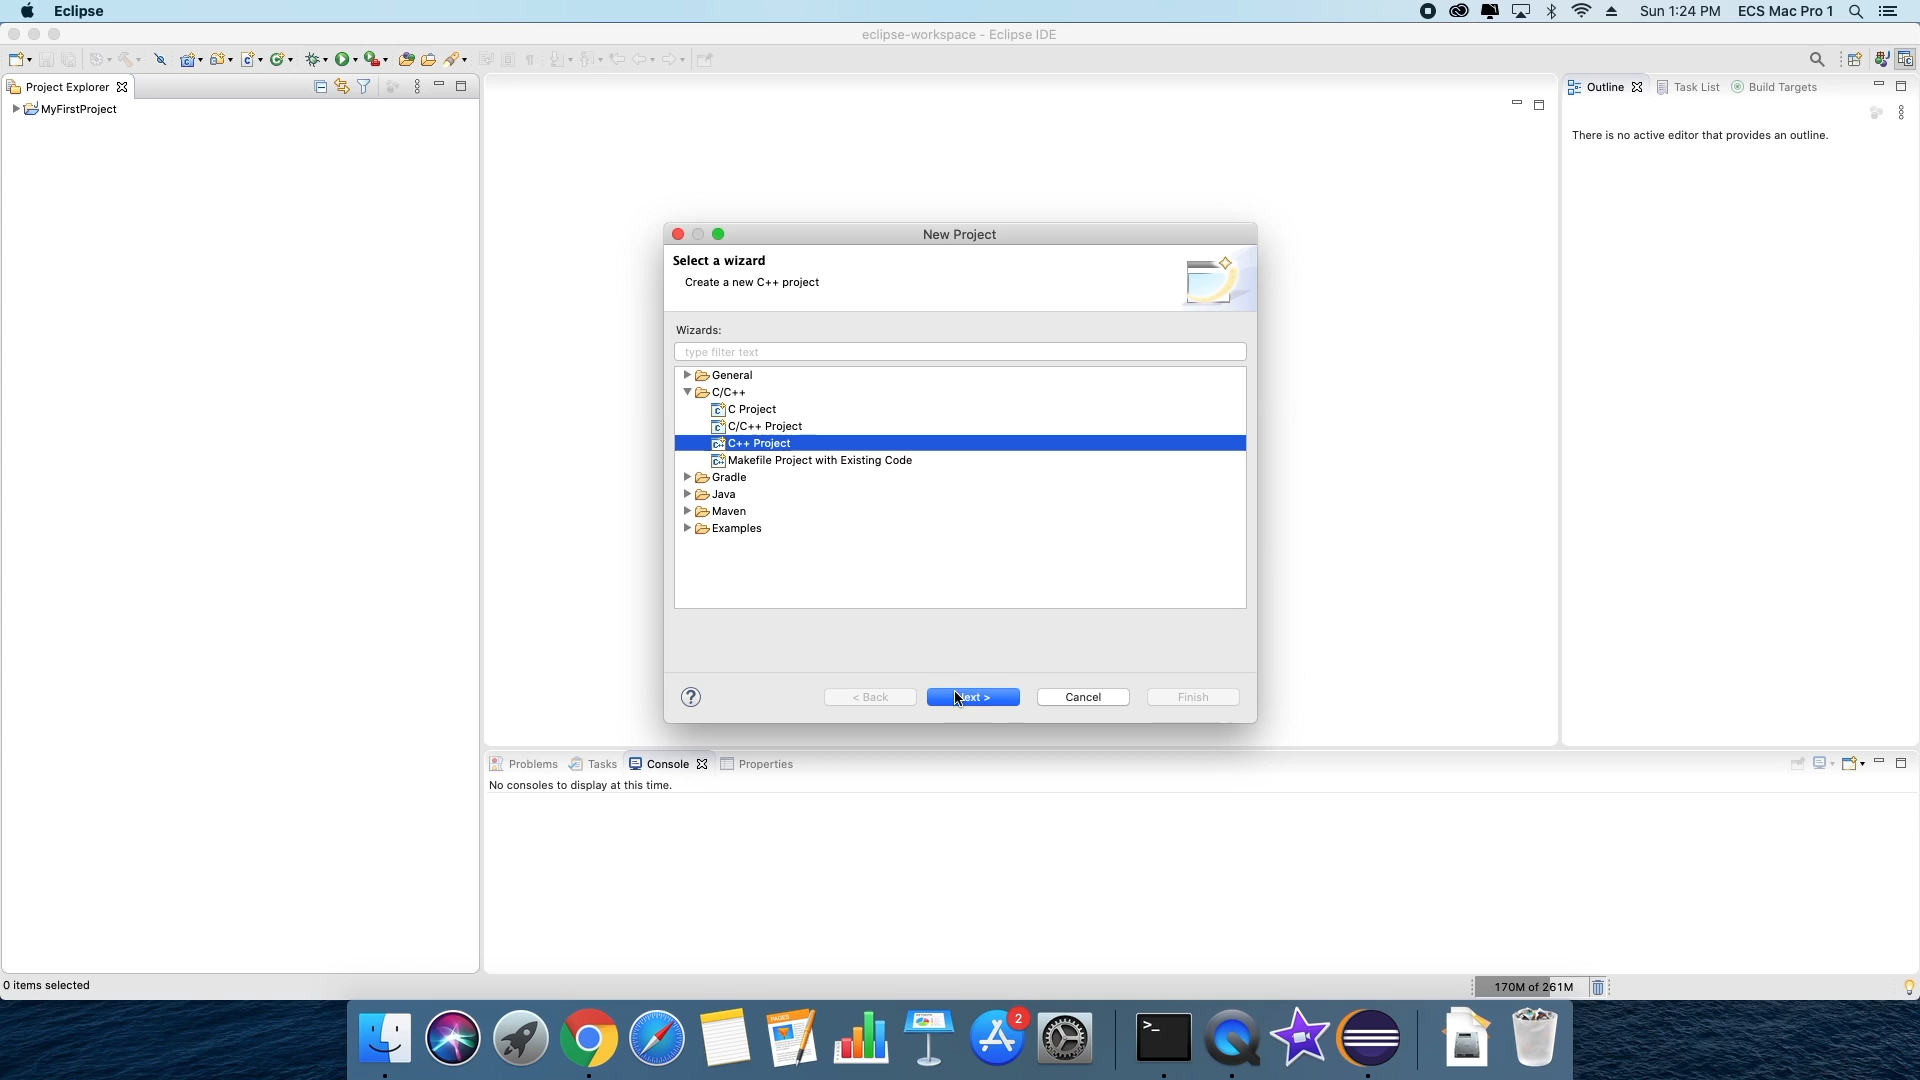 Eclipse
Sun 1:24 PM
ECS Mac Pro 1
eclipse-workspace - Eclipse IDE
Project Explorer
MyFirstProject
Outline
Task List
Build Targets
There is no active editor that provides an outline.
New Project
Select a wizard
Create a new C++ project
Wizards:
type filter text
General
C/C++
C Project
C/C++ Project
C++ Project
Makefile Project with Existing Code
Gradle
Java
Maven
Examples
?
< Back
ext >
Cancel
Finish
Problems
Tasks
Console
Properties
No consoles to display at this time.
0 items selected
170M of 261M
PAGES
2
>_